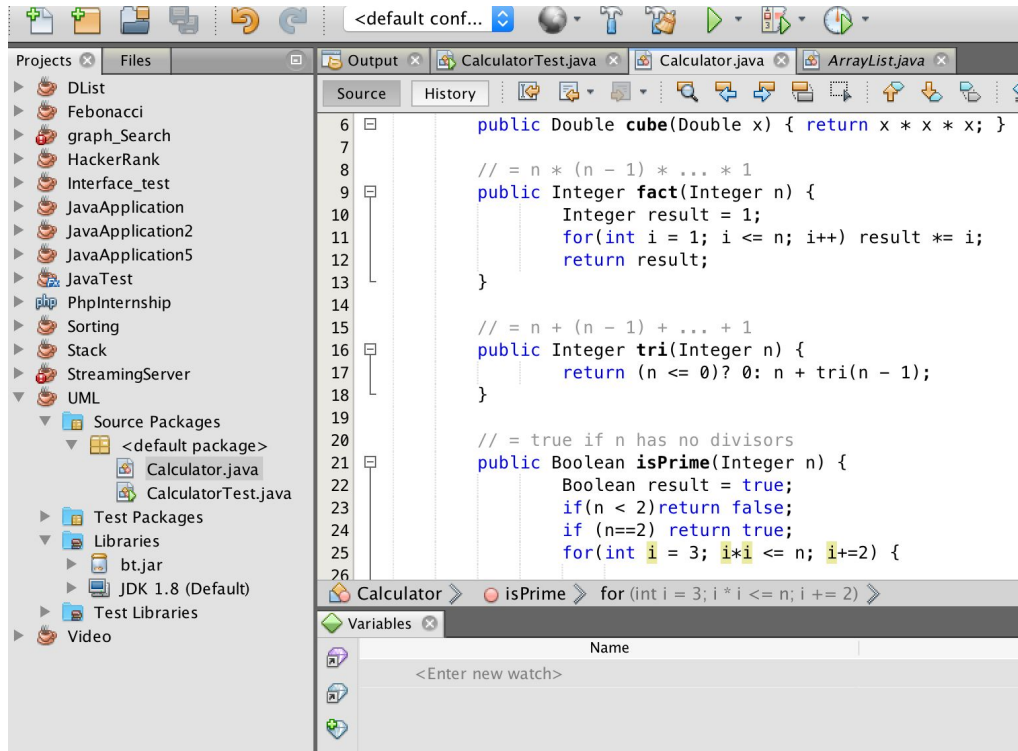 <default conf...
Projects Files
Output CalculatorTest.java Calculator.java ArrayList.java
Source History
DList
Febonacci
graph_Search
HackerRank
Interface_test
JavaApplication
JavaApplication2
JavaApplication5
JavaTest
php PhpInternship
Sorting
Stack
StreamingServer
UML
Source Packages
<default package>
Calculator.java
CalculatorTest.java
Test Packages
Libraries
bt.jar
JDK 1.8 (Default)
Test Libraries
Video
6 public Double cube(Double x) { return x * x * x; }
7
8 // = n * (n - 1) * ... * 1
9 public Integer fact(Integer n) {
10 Integer result = 1;
11 for(int i = 1; i <= n; i++) result *= i;
12 return result;
13 }
14
15 // = n + (n - 1) + ... + 1
16 public Integer tri(Integer n) {
17 return (n <= 0)? 0: n + tri(n - 1);
18 }
19
20 // = true if n has no divisors
21 public Boolean isPrime(Integer n) {
22 Boolean result = true;
23 if(n < 2)return false;
24 if (n==2) return true;
25 for(int i = 3; i*i <= n; i+=2) {
26
Calculator isPrime for (int i = 3; i * i <= n; i += 2)
Variables
Name
<Enter new watch>